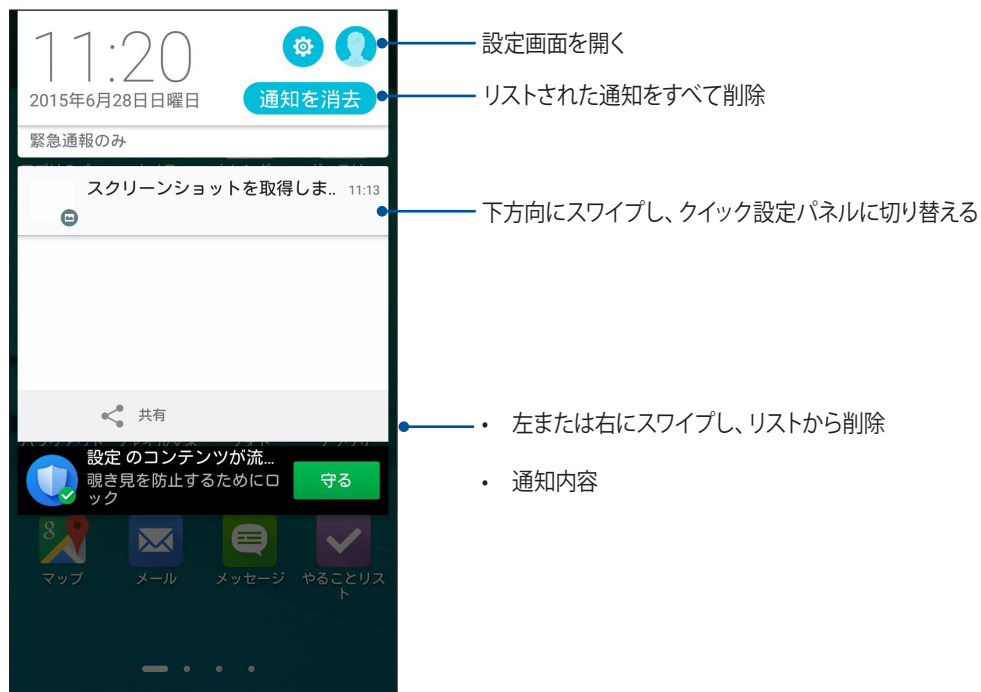 11:20
設定画面を開く
2015年6月28日日曜日
通知を消去
リストされた通知をすべて削除
緊急通報のみ
スクリーンショットを取得しま..
11:13
下方向にスワイプし、クイック設定パネルに切り替える
共有
• 左または右にスワイプし、リストから削除
• 通知内容
設定 のコンテンツが流...
覗き見を防止するためにロ
ック
守る
8
マップ
メール
メッセージ
やることリス
ト